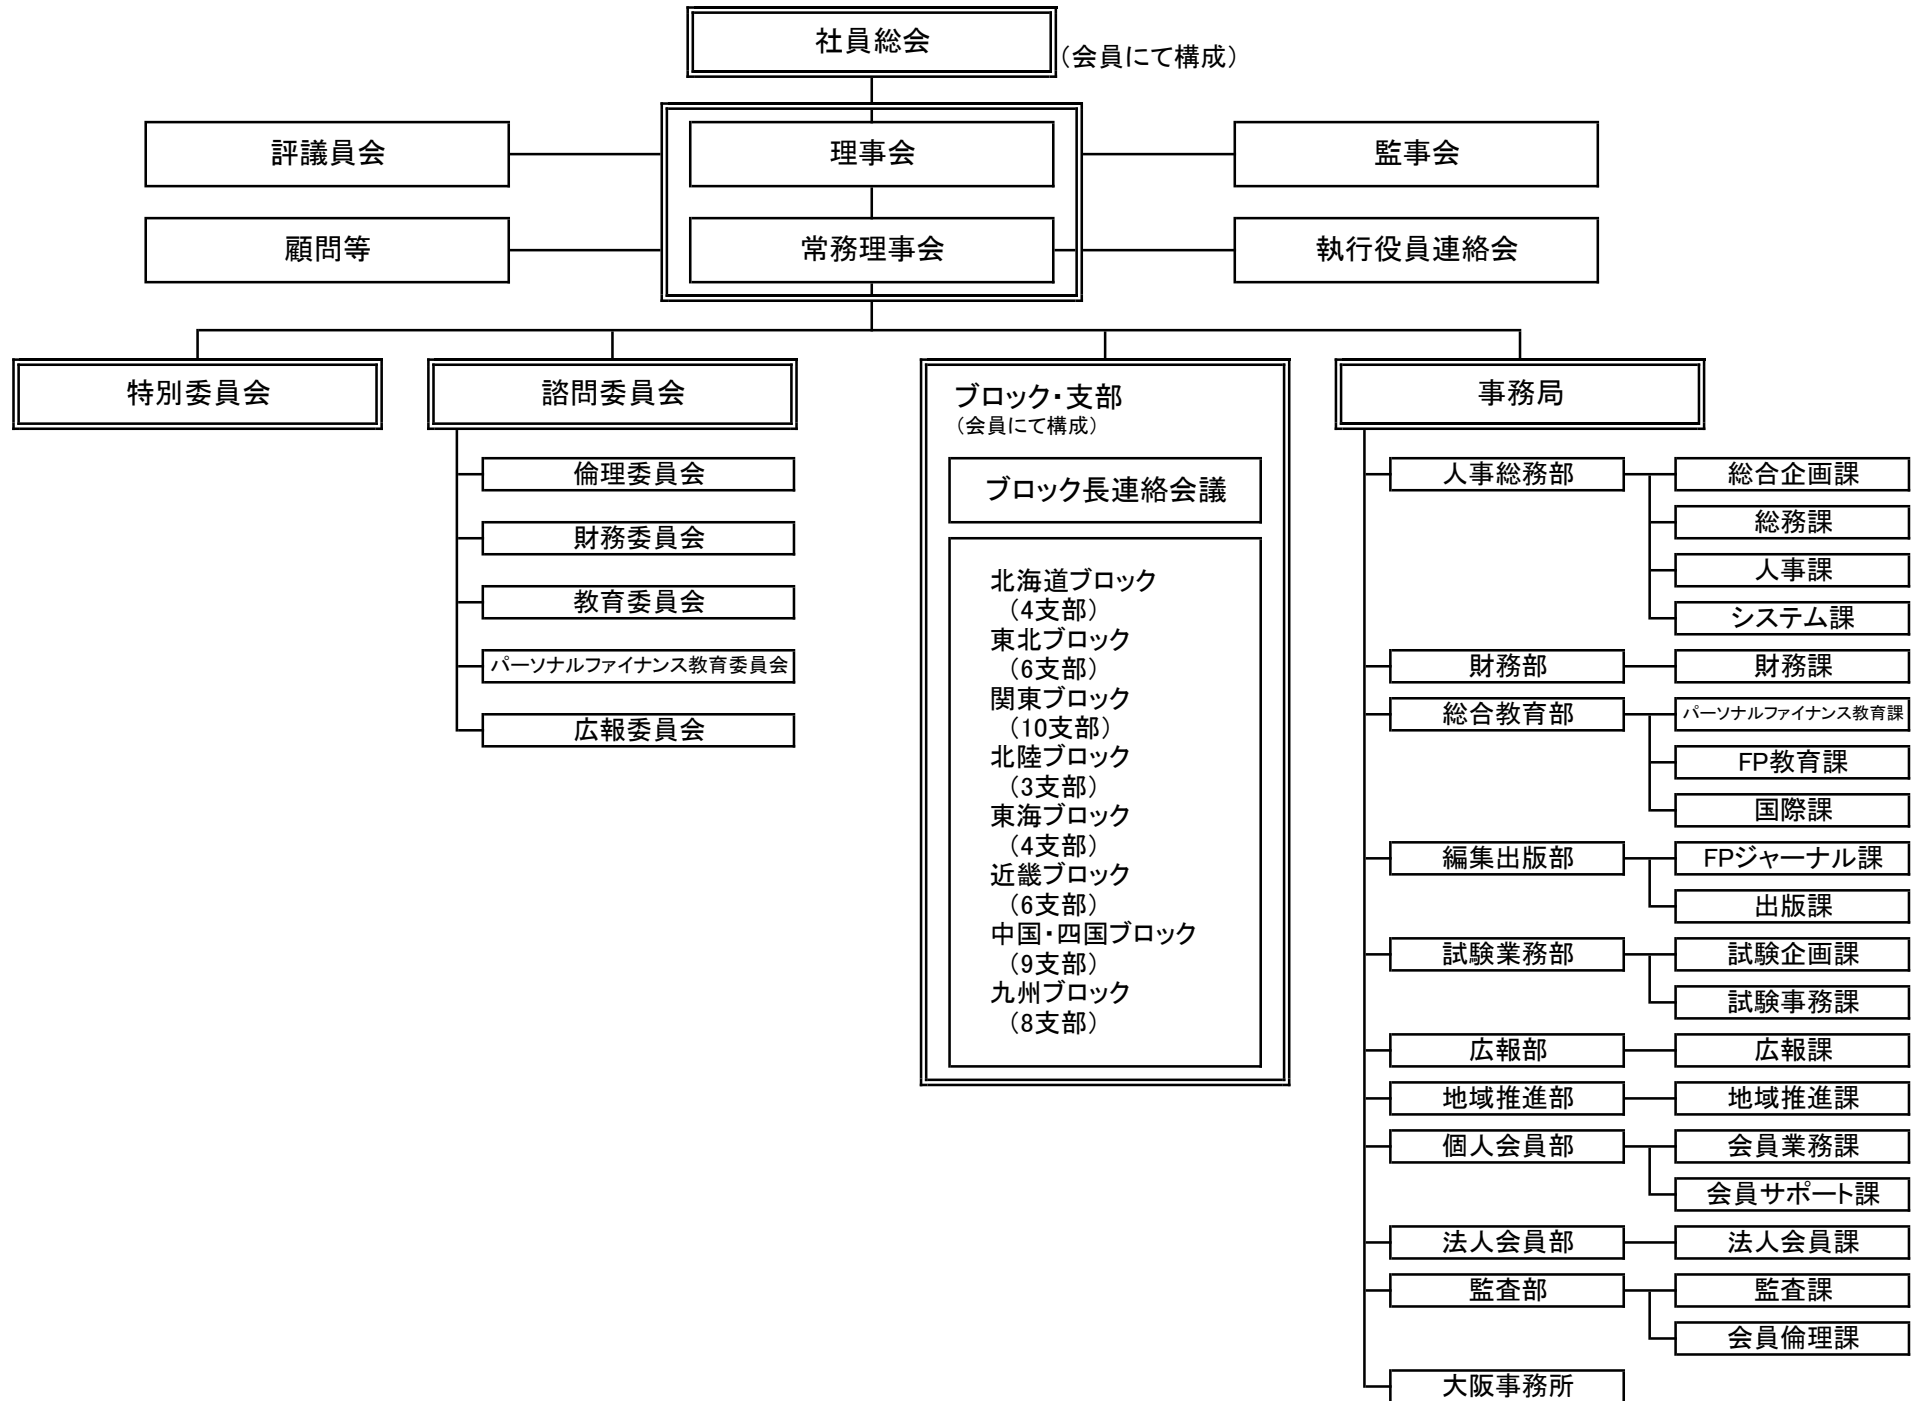 社員総会
（会員にて構成）
評議員会
理事会
監事会
顧問等
常務理事会
執行役員連絡会
特別委員会
諮問委員会
倫理委員会
財務委員会
教育委員会
パーソナルファイナンス教育委員会
広報委員会
ブロック・支部
（会員にて構成）
ブロック長連絡会議
北海道ブロック
（4支部）
東北ブロック
（6支部）
関東ブロック
（10支部）
北陸ブロック
（3支部）
東海ブロック
（4支部）
近畿ブロック
（6支部）
中国・四国ブロック
（9支部）
九州ブロック
（8支部）
事務局
人事総務部
総合企画課
総務課
人事課
システム課
財務部
財務課
総合教育部
パーソナルファイナンス教育課
FP教育課
国際課
編集出版部
FPジャーナル課
出版課
試験業務部
試験企画課
試験事務課
広報部
広報課
地域推進部
地域推進課
個人会員部
会員業務課
会員サポート課
法人会員部
法人会員課
監査部
監査課
会員倫理課
大阪事務所